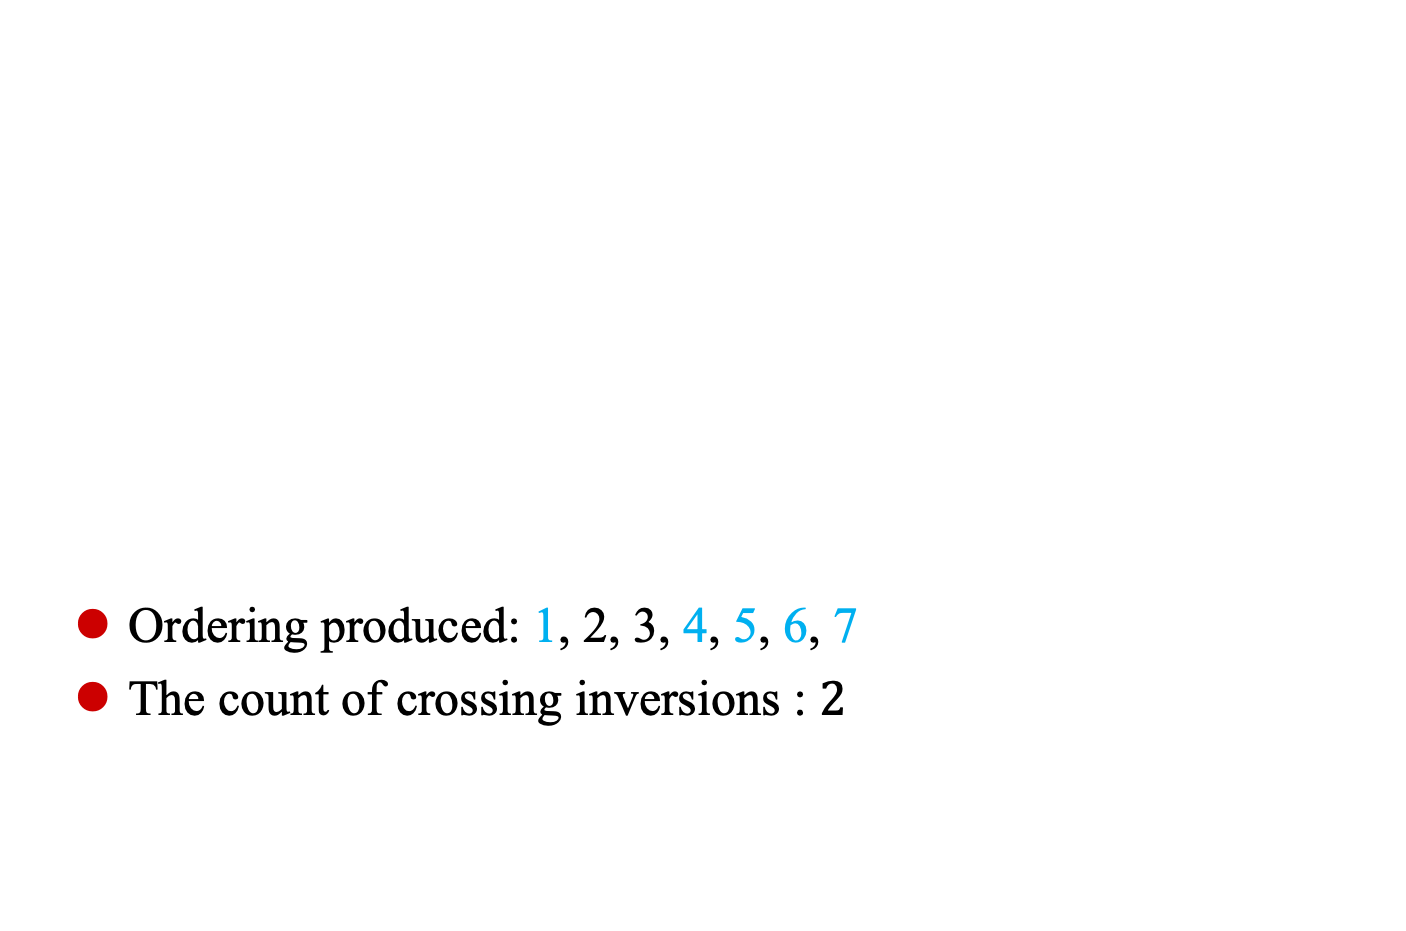 Ordering produced: 1, 2, 3, 4, 5, 6, 7
The count of crossing inversions : 2